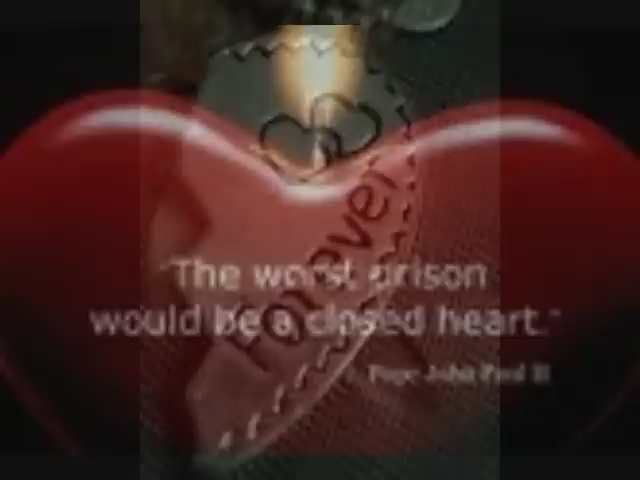 Forever
"The worst prison
would be a closed heart."
Pope John Paul II